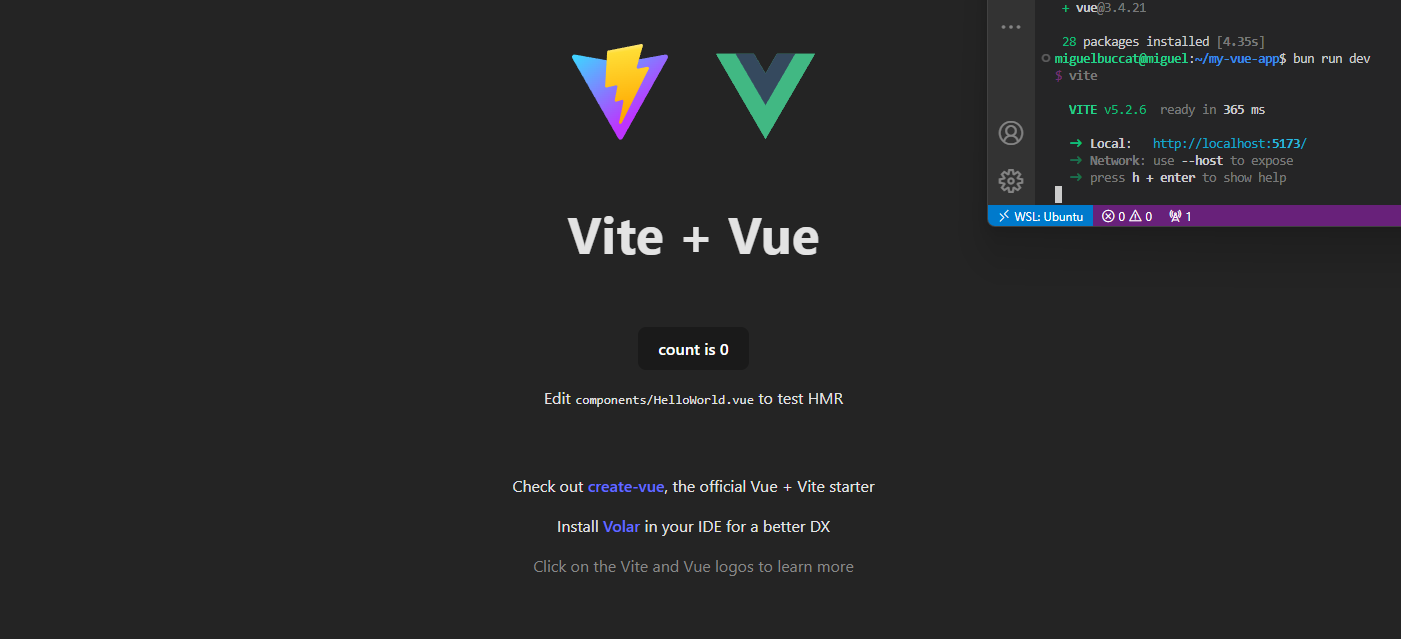 Vite + Vue
count is 0
Edit components/HelloWorld.vue to test HMR
Check out create-vue, the official Vue + Vite starter
Install Volar in your IDE for a better DX
Click on the Vite and Vue logos to learn more
+ vue@3.4.21
28 packages installed [4.35s]
miguelbuccat@miguel:~/my-vue-app$ bun run dev
$ vite
VITE v5.2.6 ready in 365 ms
➜ Local: http://localhost:5173/
➜ Network: use --host to expose
➜ press h + enter to show help
WSL: Ubuntu 0 0 1